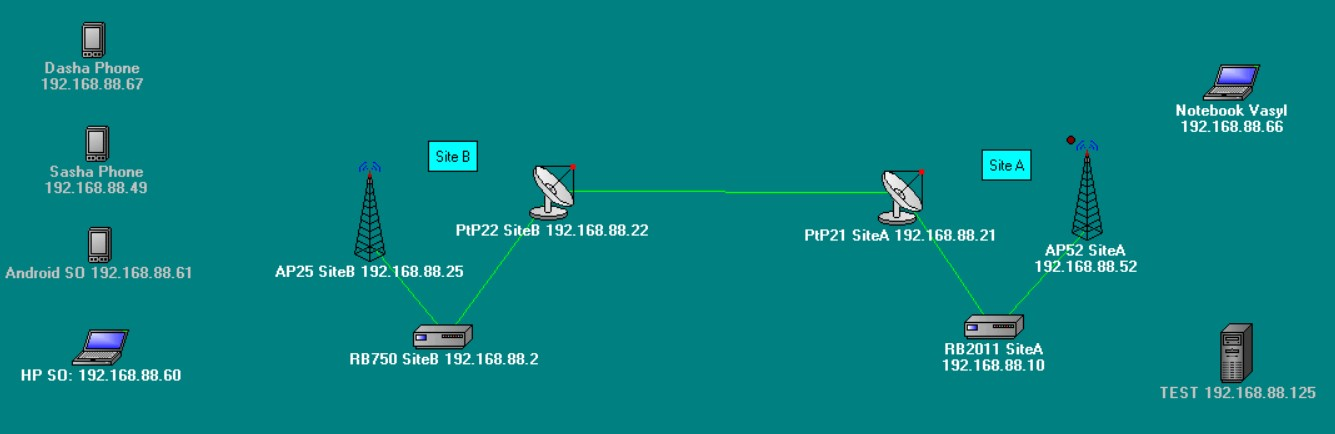 Dasha Phone
192.168.88.67
Sasha Phone
192.168.88.49
Android SO 192.168.88.61
HP SO: 192.168.88.60
Site B
AP25 SiteB 192.168.88.25
PtP22 SiteB 192.168.88.22
RB750 SiteB 192.168.88.2
Site A
PtP21 SiteA 192.168.88.21
AP52 SiteA
192.168.88.52
RB2011 SiteA
192.168.88.10
Notebook Vasyl
192.168.88.66
TEST 192.168.88.125